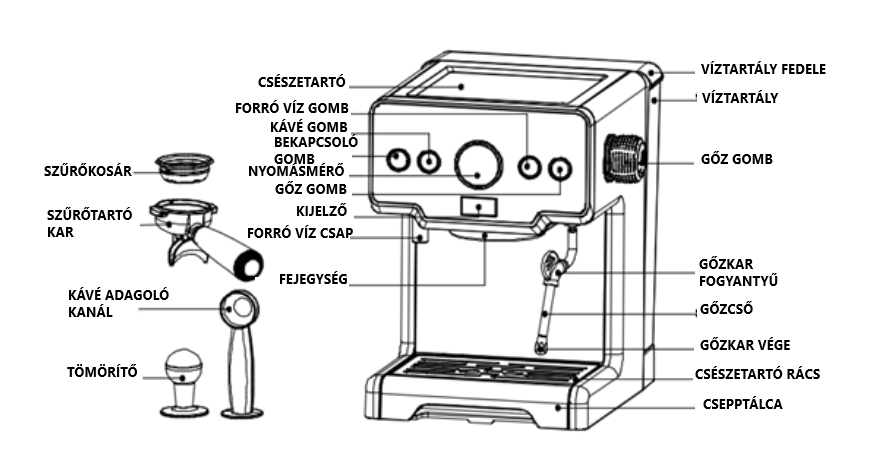 CSÉSZETARTÓ
FORRÓ VÍZ GOMB
KÁVÉ GOMB
BEKAPCSOLÓ
GOMB
NYOMÁSMÉRŐ
GŐZ GOMB
KIJELZŐ
FORRÓ VÍZ CSAP
FEJEGYSÉG
SZŰRŐKOSÁR
SZŰRŐTARTÓ
KAR
KÁVÉ ADAGOLÓ
KANÁL
TÖMÖRÍTŐ
VÍZTARTÁLY FEDELE
VÍZTARTÁLY
GŐZ GOMB
GŐZKAR
FOGYANTYŰ
GŐZCSŐ
GŐZKAR VÉGE
CSÉSZETARTÓ RÁCS
CSEPPTÁLCA